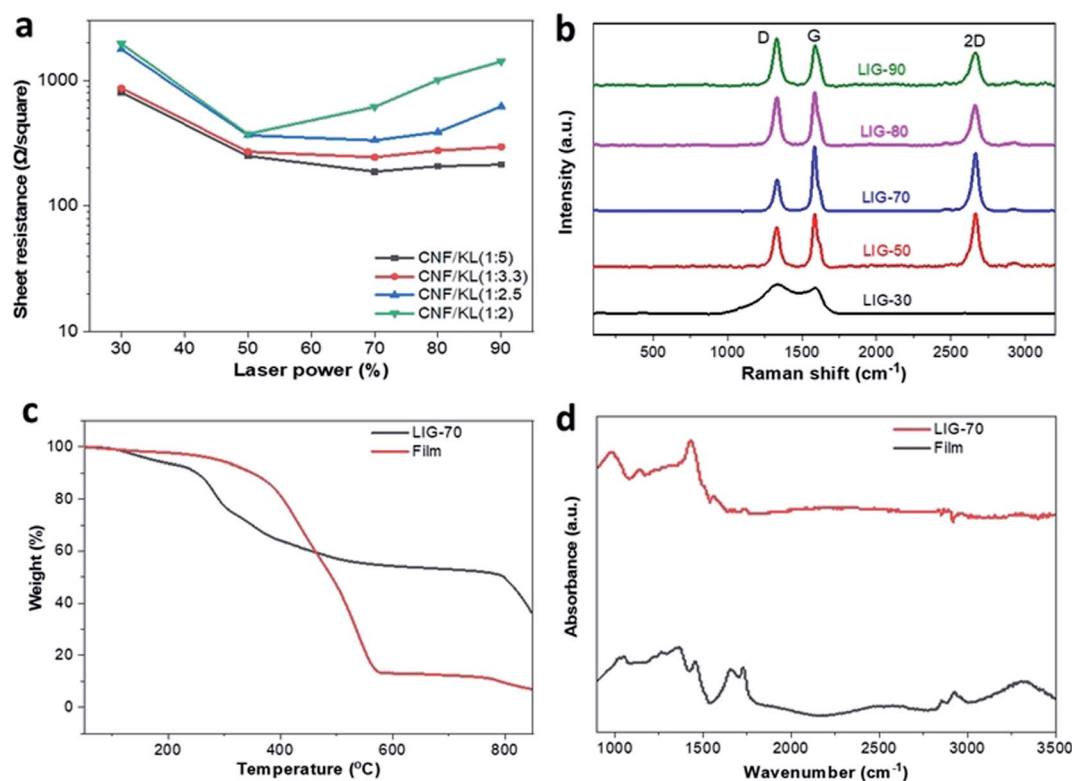 a
1000
100
10
Sheet resistance (Ω/square)
CNF/KL(1:5)
CNF/KL(1:3.3)
CNF/KL(1:2.5
CNF/KL(1:2)
30 40 50 60 70 80 90
Laser power (%)
b
D G 2D
LIG-90
LIG-80
LIG-70
LIG-50
LIG-30
Intensity (a.u.)
500 1000 1500 2000 2500 3000
Raman shift (cm⁻¹)
c
LIG-70
Film
100
80
60
40
20
0
Weight (%)
200 400 600 800
Temperature (ºC)
d
LIG-70
Film
Absorbance (a.u.)
1000 1500 2000 2500 3000 3500
Wavenumber (cm⁻¹)